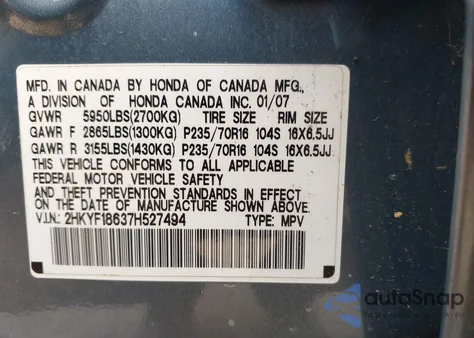 MFD. IN CANADA BY HONDA OF CANADA MFG.,
A DIVISION OF HONDA CANADA INC. 01/07
GVWR 5950LBS(2700KG) TIRE SIZE RIM SIZE
GAWR F 2865LBS(1300KG) P235/70R16 104S 16X6.5JJ
GAWR R 3155LBS(1430KG) P235/70R16 104S 16X6.5JJ
THIS VEHICLE CONFORMS TO ALL APPLICABLE
FEDERAL MOTOR VEHICLE SAFETY
AND THEFT PREVENTION STANDARDS IN EFFECT
ON THE DATE OF MANUFACTURE SHOWN ABOVE.
V.I.N.: 2HKYF18637H527494 TYPE: MPV
autoSnap